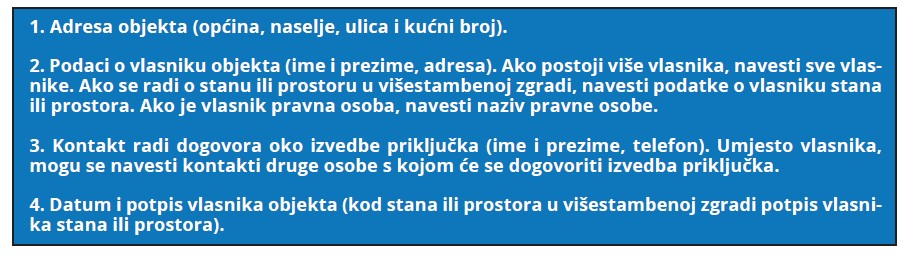 1. Adresa objekta (općina, naselje, ulica i kućni broj).
2. Podaci o vlasniku objekta (ime i prezime, adresa). Ako postoji više vlasnika, navesti sve vlas-
nike. Ako se radi o stanu ili prostoru u višestambenoj zgradi, navesti podatke o vlasniku stana
ili prostora. Ako je vlasnik pravna osoba, navesti naziv pravne osobe.
3. Kontakt radi dogovora oko izvedbe priključka (ime i prezime, telefon). Umjesto vlasnika,
mogu se navesti kontakti druge osobe s kojom će se dogovoriti izvedba priključka.
4. Datum i potpis vlasnika objekta (kod stana ili prostora u višestambenoj zgradi potpis vlasni-
ka stana ili prostora).